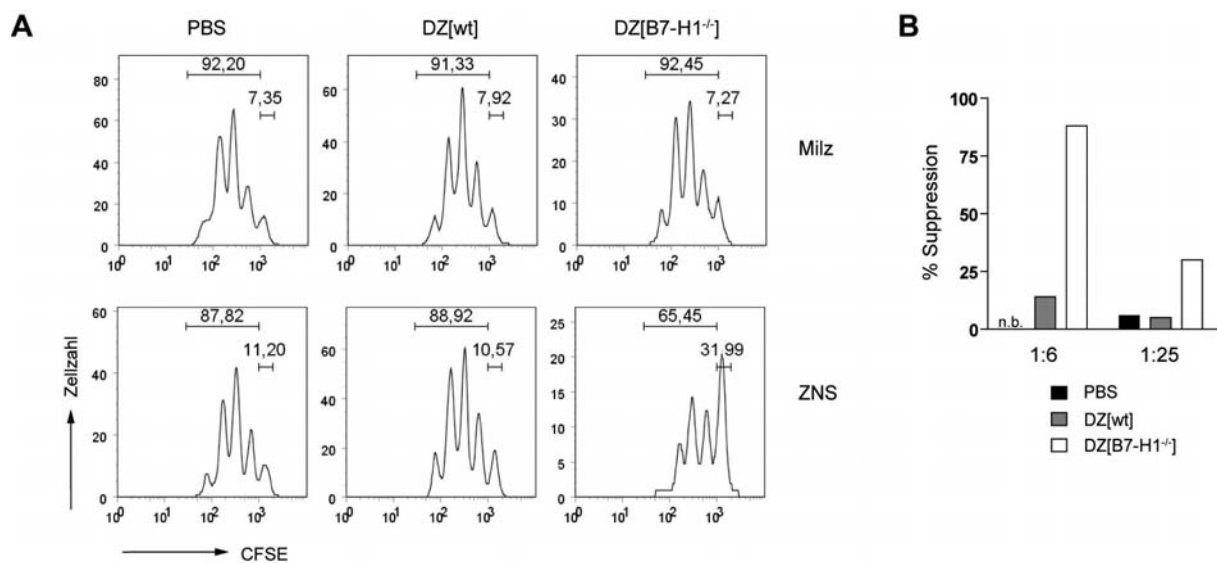 A
PBS
DZ[wt]
DZ[B7-H1-/-]
B
92,20
7,35
80
60
40
20
0
10^0 10^1 10^2 10^3
91,33
7,92
60
40
20
0
10^0 10^1 10^2 10^3
92,45
7,27
40
30
20
10
0
10^0 10^1 10^2 10^3
Milz
87,82
11,20
60
40
20
0
10^0 10^1 10^2 10^3
88,92
10,57
80
60
40
20
0
10^0 10^1 10^2 10^3
65,45
31,99
25
20
15
10
5
0
10^0 10^1 10^2 10^3
ZNS
Zellzahl
CFSE
% Suppression
100
75
50
25
0
n.b.
1:6 1:25
PBS
DZ[wt]
DZ[B7-H1-/-]